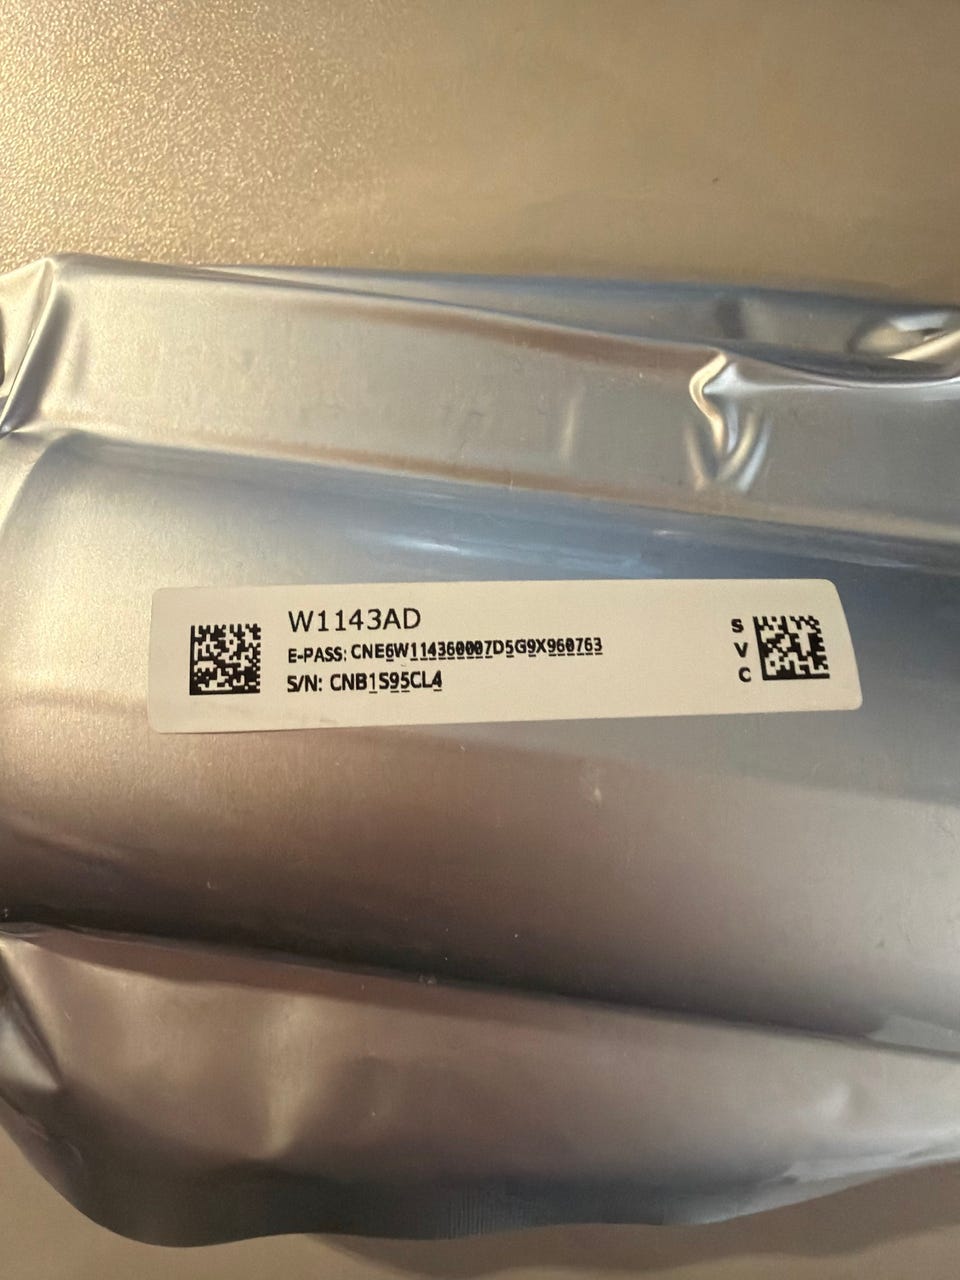 W1143AD
E-PASS: CNE6W114360007D5G9X960763
S/N: CNB1S95CL4
S
V
C